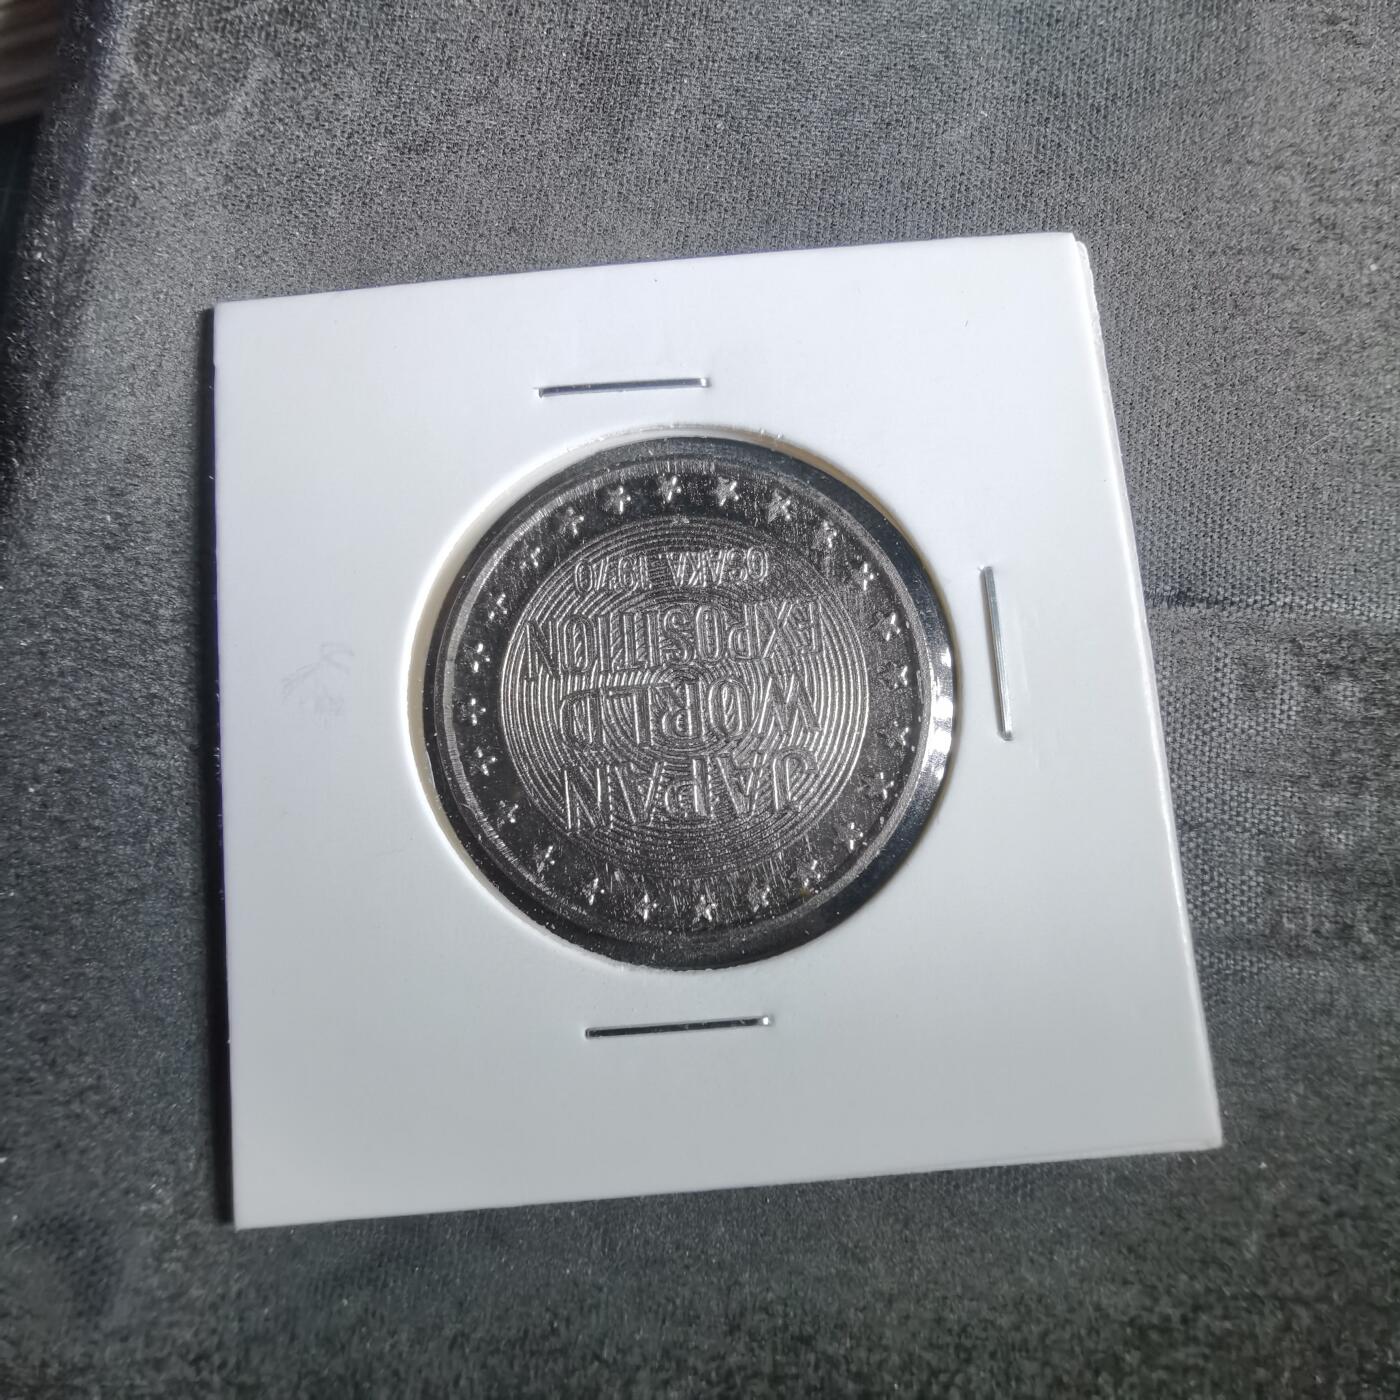 JAPAN
WORLD
EXPOSITION
OSAKA 1970